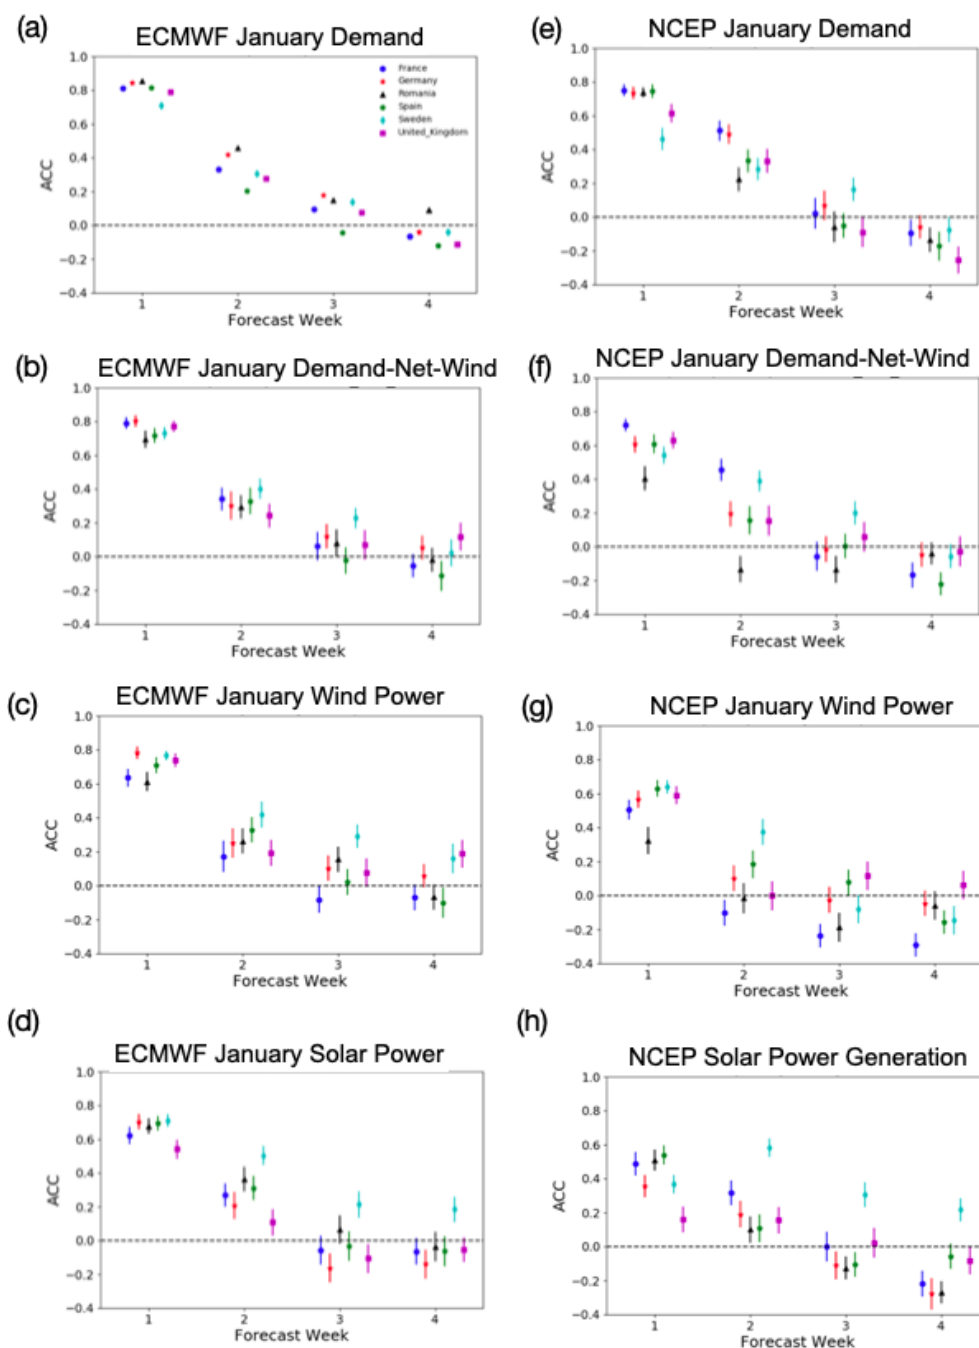 (a)
ECMWF January Demand
1.0
0.8
0.6
0.4
0.2
0.0
−0.2
−0.4
ACC
France
Germany
Romania
Spain
Sweden
United_Kingdom
1 2 3 4
Forecast Week
(e)
NCEP January Demand
1.0
0.8
0.6
0.4
0.2
0.0
−0.2
−0.4
ACC
1 2 3 4
Forecast Week
(b)
ECMWF January Demand-Net-Wind
1.0
0.8
0.6
0.4
0.2
0.0
−0.2
−0.4
ACC
1 2 3 4
Forecast Week
(f)
NCEP January Demand-Net-Wind
1.0
0.8
0.6
0.4
0.2
0.0
−0.2
−0.4
ACC
1 2 3 4
Forecast Week
(c)
ECMWF January Wind Power
1.0
0.8
0.6
0.4
0.2
0.0
−0.2
−0.4
ACC
1 2 3 4
Forecast Week
(g)
NCEP January Wind Power
1.0
0.8
0.6
0.4
0.2
0.0
−0.2
−0.4
ACC
1 2 3 4
Forecast Week
(d)
ECMWF January Solar Power
1.0
0.8
0.6
0.4
0.2
0.0
−0.2
−0.4
ACC
1 2 3 4
Forecast Week
(h)
NCEP Solar Power Generation
1.0
0.8
0.6
0.4
0.2
0.0
−0.2
−0.4
ACC
1 2 3 4
Forecast Week